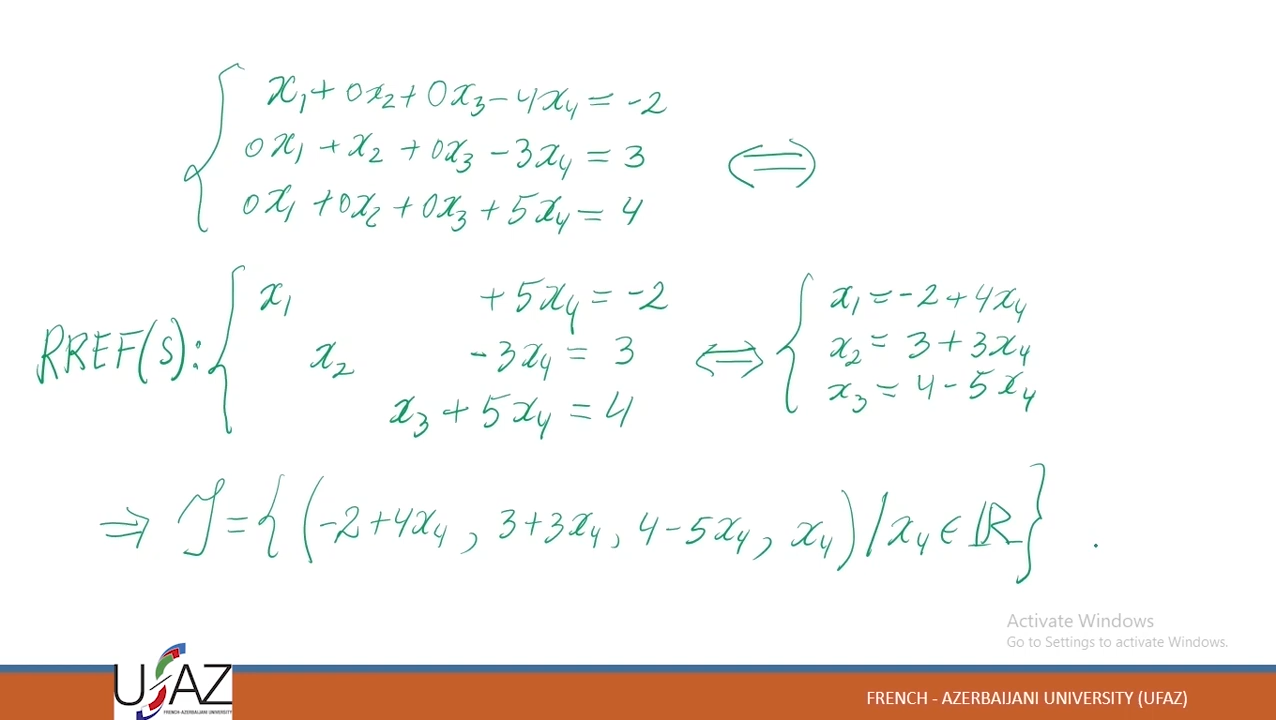 x₁ + 0x₂ + 0x₃ - 4x₄ = -2
0x₁ + x₂ + 0x₃ - 3x₄ = 3 ⟺
0x₁ + 0x₂ + 0x₃ + 5x₄ = 4
x₁ + 5x₄ = -2 x₁ = -2 + 4x₄
RREF(S): x₂ - 3x₄ = 3 ⟺ x₂ = 3 + 3x₄
x₃ + 5x₄ = 4 x₃ = 4 - 5x₄
⇒ 𝒥 = {(-2 + 4x₄, 3 + 3x₄, 4 - 5x₄, x₄) / x₄ ∈ ℝ}.
Activate Windows
Go to Settings to activate Windows.
UFAZ
FRENCH - AZERBAIJANI UNIVERSITY
FRENCH - AZERBAIJANI UNIVERSITY (UFAZ)